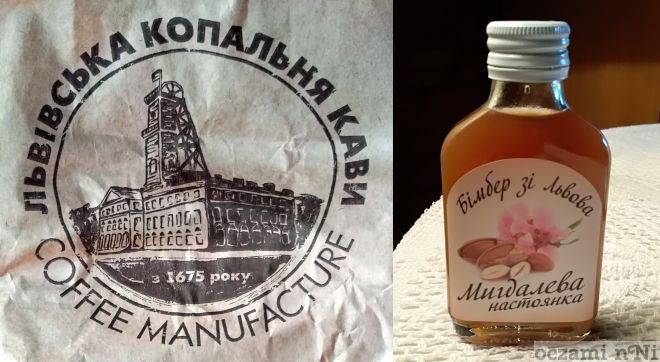 ЛЬВІВСЬКА КОПАЛЬНЯ КАВИ
з 1675 року
COFFEE MANUFACTURE
Бімбер зі Львова
Мигдалева
настоянка
oczami nNi